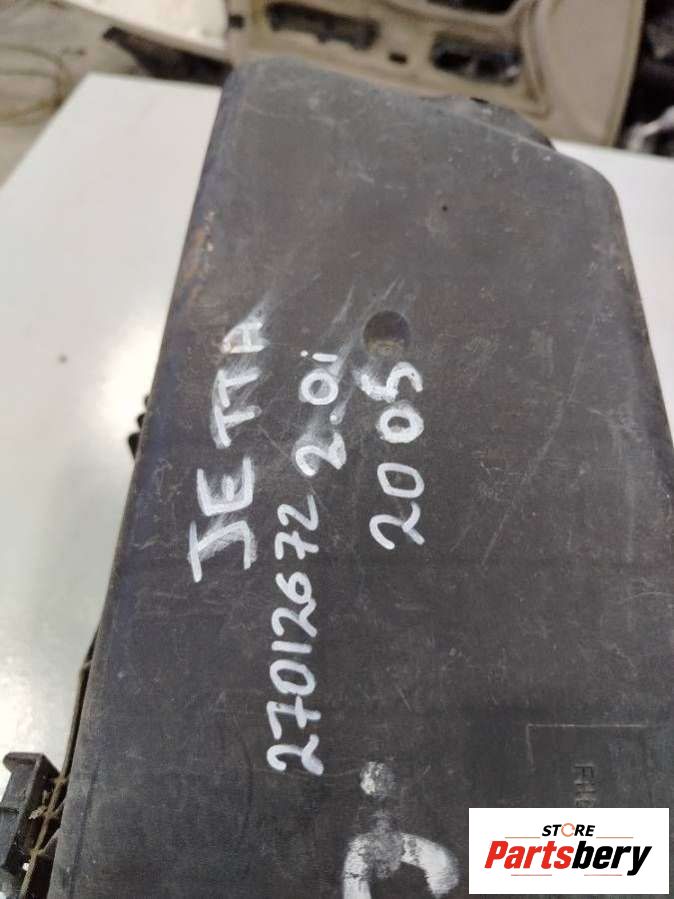 JETTA
27012672 2.0i
2005
STORE
Partsbery